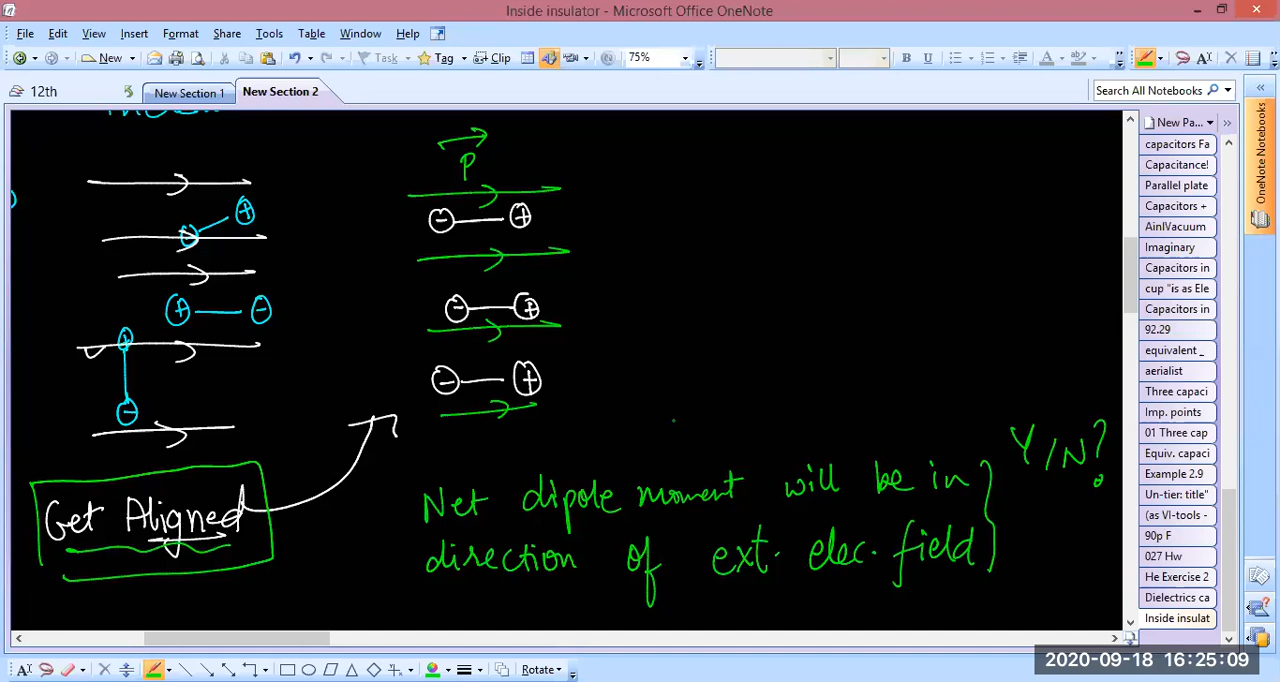 Inside insulator - Microsoft Office OneNote
File Edit View Insert Format Share Tools Table Window Help
New Task Tag Clip 75% B U A
12th New Section 1 New Section 2 Search All Notebooks
New Pa...
capacitors Fa
Capacitance!
Parallel plate
Capacitors +
AinlVacuum
Imaginary
Capacitors in
cup "is as Ele
Capacitors in
92.29
equivalent _
aerialist
Three capaci
Imp. points
01 Three cap
Equiv. capaci
Example 2.9
Un-tier: title"
(as VI-tools -
90p F
027 Hw
He Exercise 2
Dielectrics ca
Inside insulat
OneNote Notebooks
P
- +
+
+ -
- +
+
-
- +
Get Aligned
Net dipole moment will be in
direction of ext. elec. field
Y/N?
2020-09-18 16:25:09
Rotate